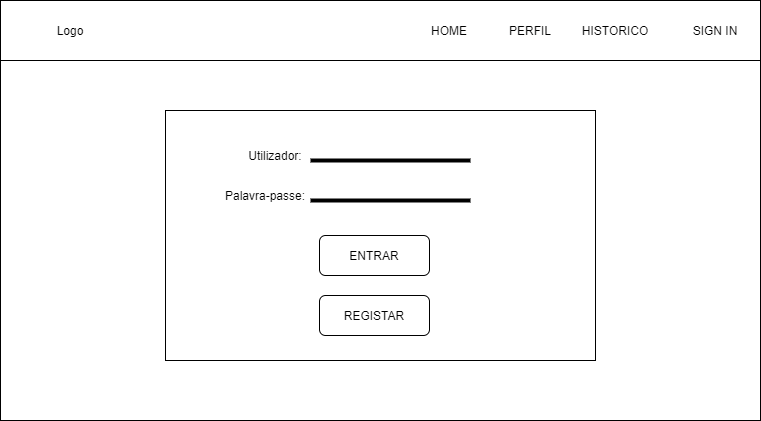 Logo HOME PERFIL HISTORICO SIGN IN
Utilizador:
Palavra-passe:
ENTRAR
REGISTAR